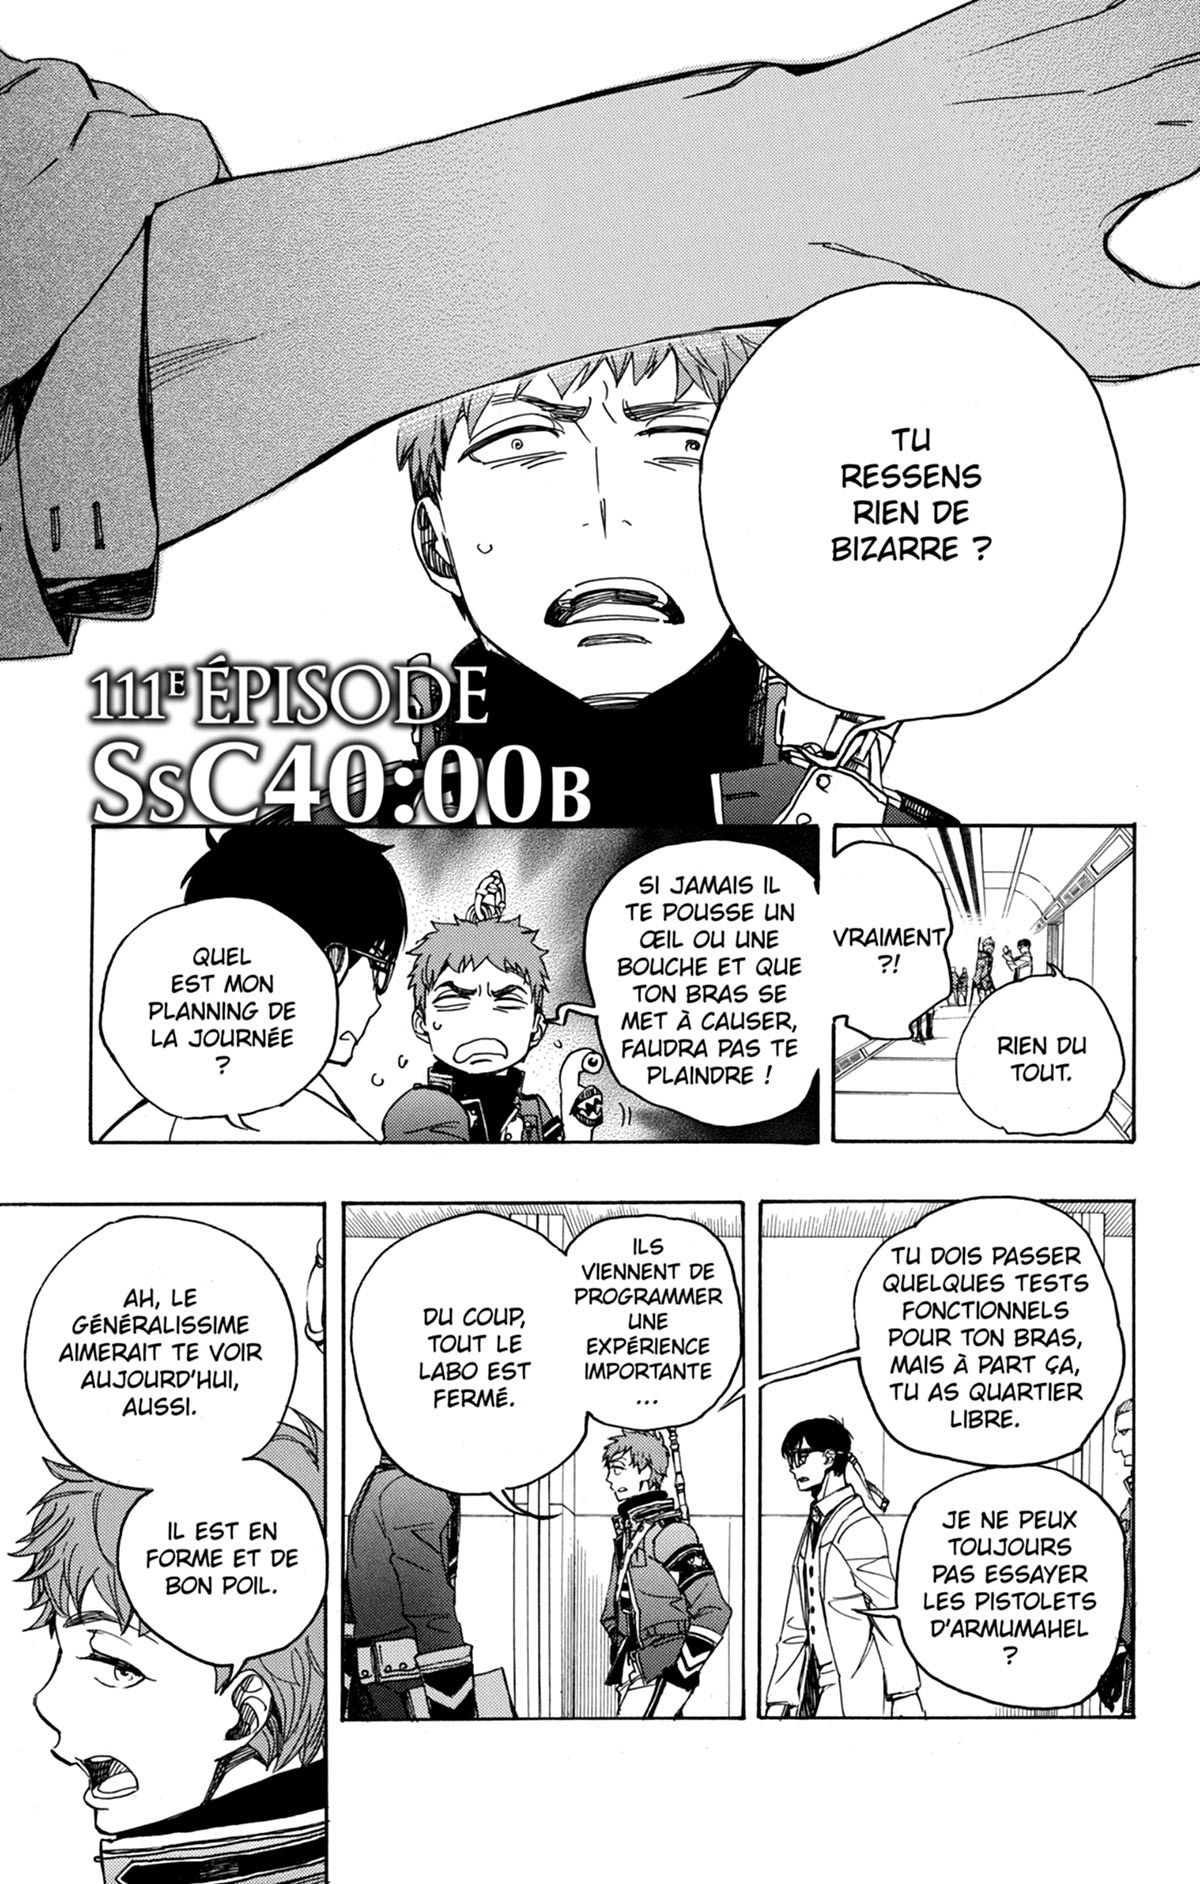 TU
RESSENS
RIEN DE
BIZARRE ?
111E ÉPISODE
SSC40:00B
VRAIMENT
?!
RIEN DU
TOUT.
SI JAMAIS IL
TE POUSSE UN
ŒIL OU UNE
BOUCHE ET QUE
TON BRAS SE
MET À CAUSER,
FAUDRA PAS TE
PLAINDRE !
QUEL
EST MON
PLANNING DE
LA JOURNÉE
?
TU DOIS PASSER
QUELQUES TESTS
FONCTIONNELS
POUR TON BRAS,
MAIS À PART ÇA,
TU AS QUARTIER
LIBRE.
JE NE PEUX
TOUJOURS
PAS ESSAYER
LES PISTOLETS
D'ARMUMAHEL
?
ILS
VIENNENT DE
PROGRAMMER
UNE
EXPÉRIENCE
IMPORTANTE
...
DU COUP,
TOUT LE
LABO EST
FERMÉ.
AH, LE
GÉNÉRALISSIME
AIMERAIT TE VOIR
AUJOURD'HUI,
AUSSI.
IL EST EN
FORME ET DE
BON POIL.